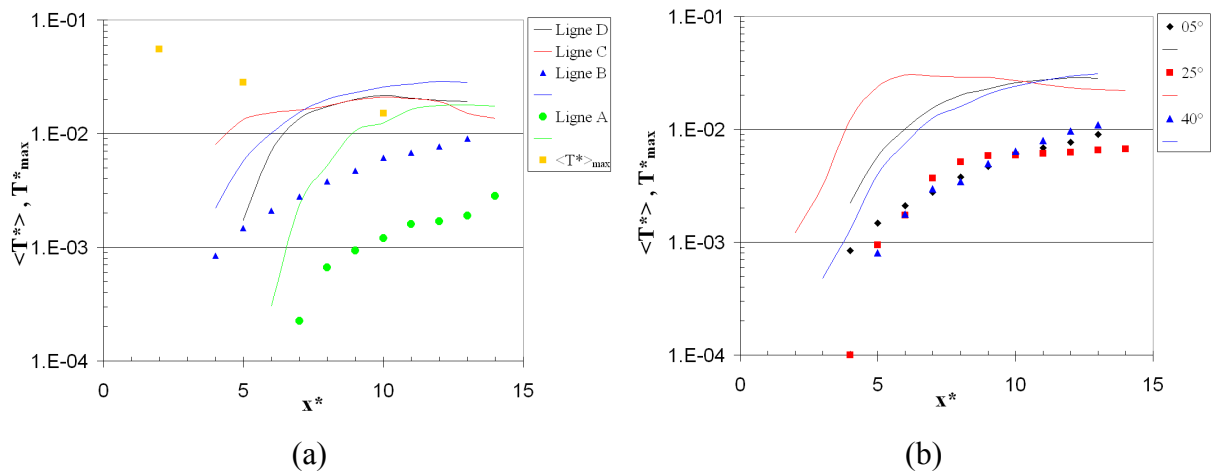 1.E-01
1.E-02
1.E-03
1.E-04
<T*> , T*max
0 5 10 15
x*
Ligne D
Ligne C
Ligne B
Ligne A
<T*>max
(a)
1.E-01
1.E-02
1.E-03
1.E-04
<T*> , T*max
0 5 10 15
x*
05°
25°
40°
(b)